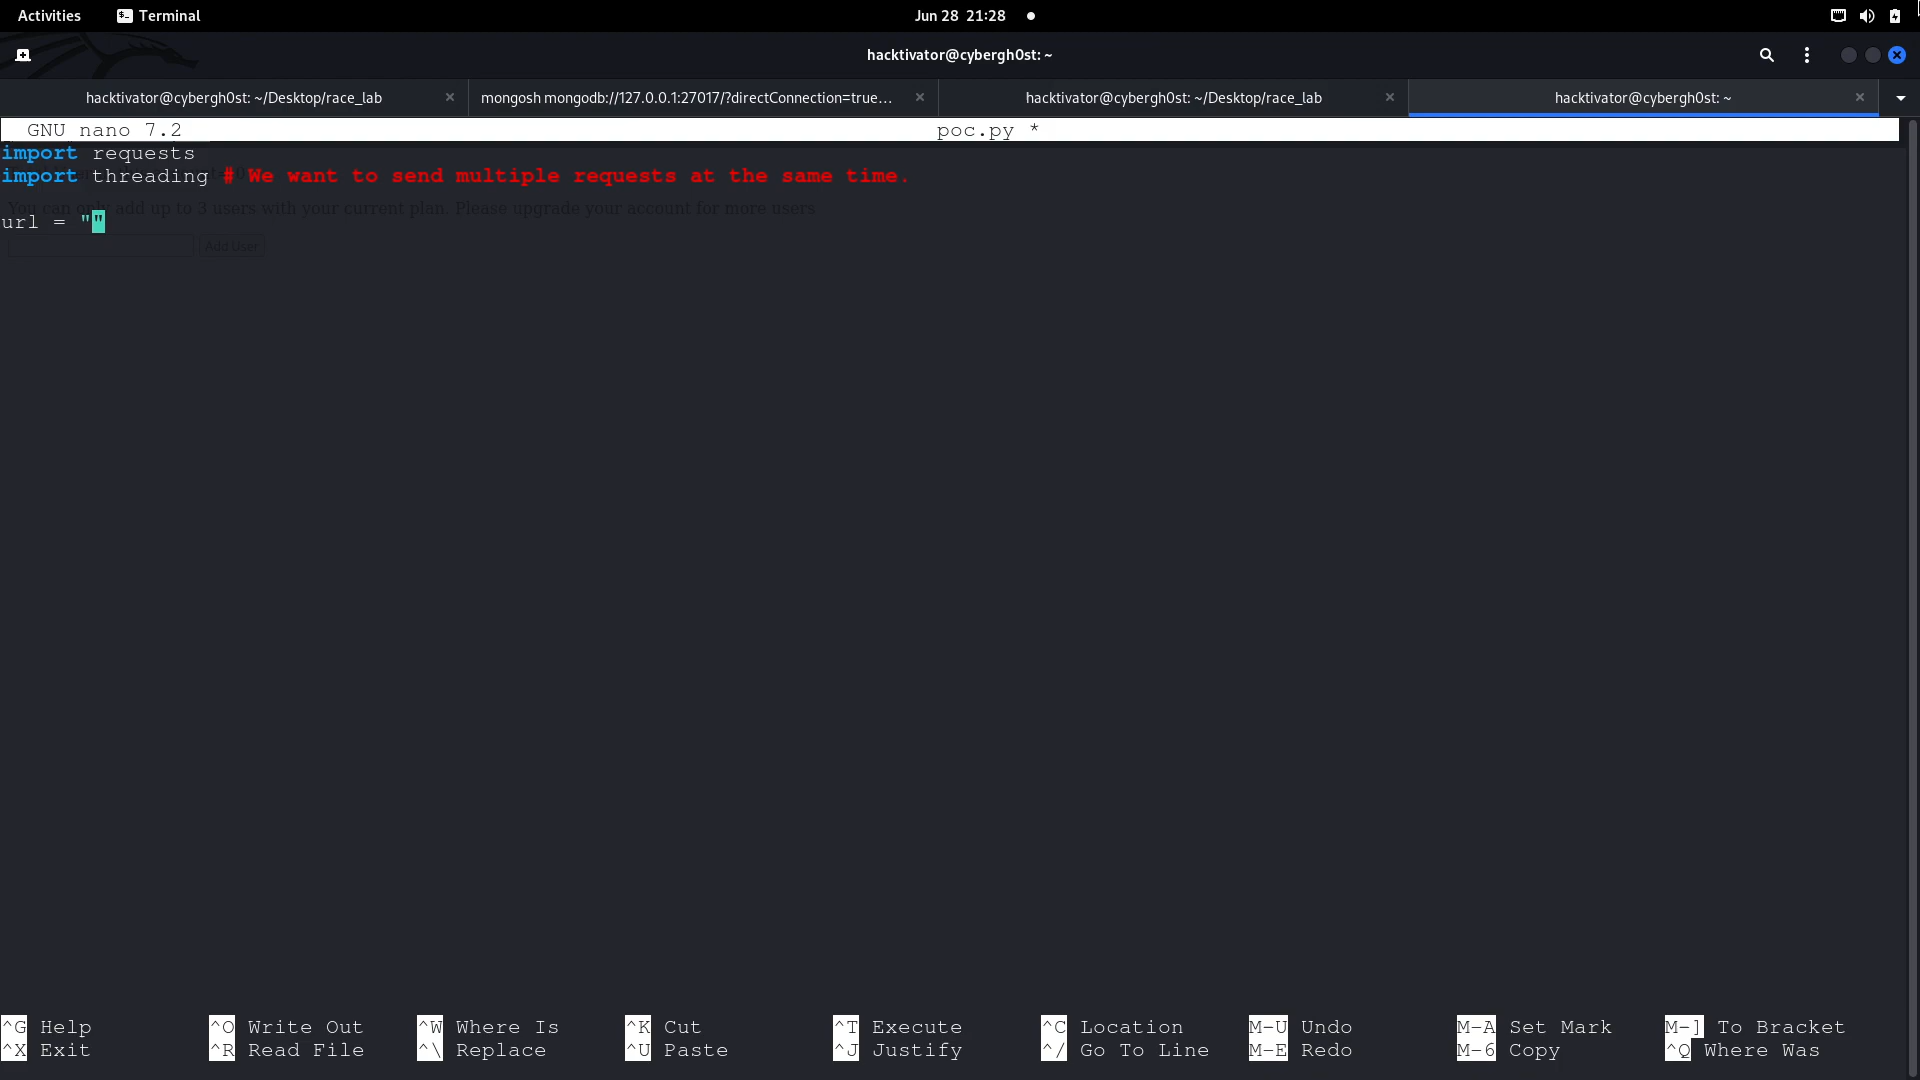 Activities Terminal Jun 28 21:28
hacktivator@cybergh0st: ~
hacktivator@cybergh0st: ~/Desktop/race_lab × mongosh mongodb://127.0.0.1:27017/?directConnection=true… × hacktivator@cybergh0st: ~/Desktop/race_lab × hacktivator@cybergh0st: ~ ×
GNU nano 7.2 poc.py *
import requests
import threading # We want to send multiple requests at the same time.
You can only add up to 3 users with your current plan. Please upgrade your account for more users
url = ""
Add User
^G Help ^O Write Out ^W Where Is ^K Cut ^T Execute ^C Location M-U Undo M-A Set Mark M-] To Bracket
^X Exit ^R Read File ^\ Replace ^U Paste ^J Justify ^/ Go To Line M-E Redo M-6 Copy ^Q Where Was